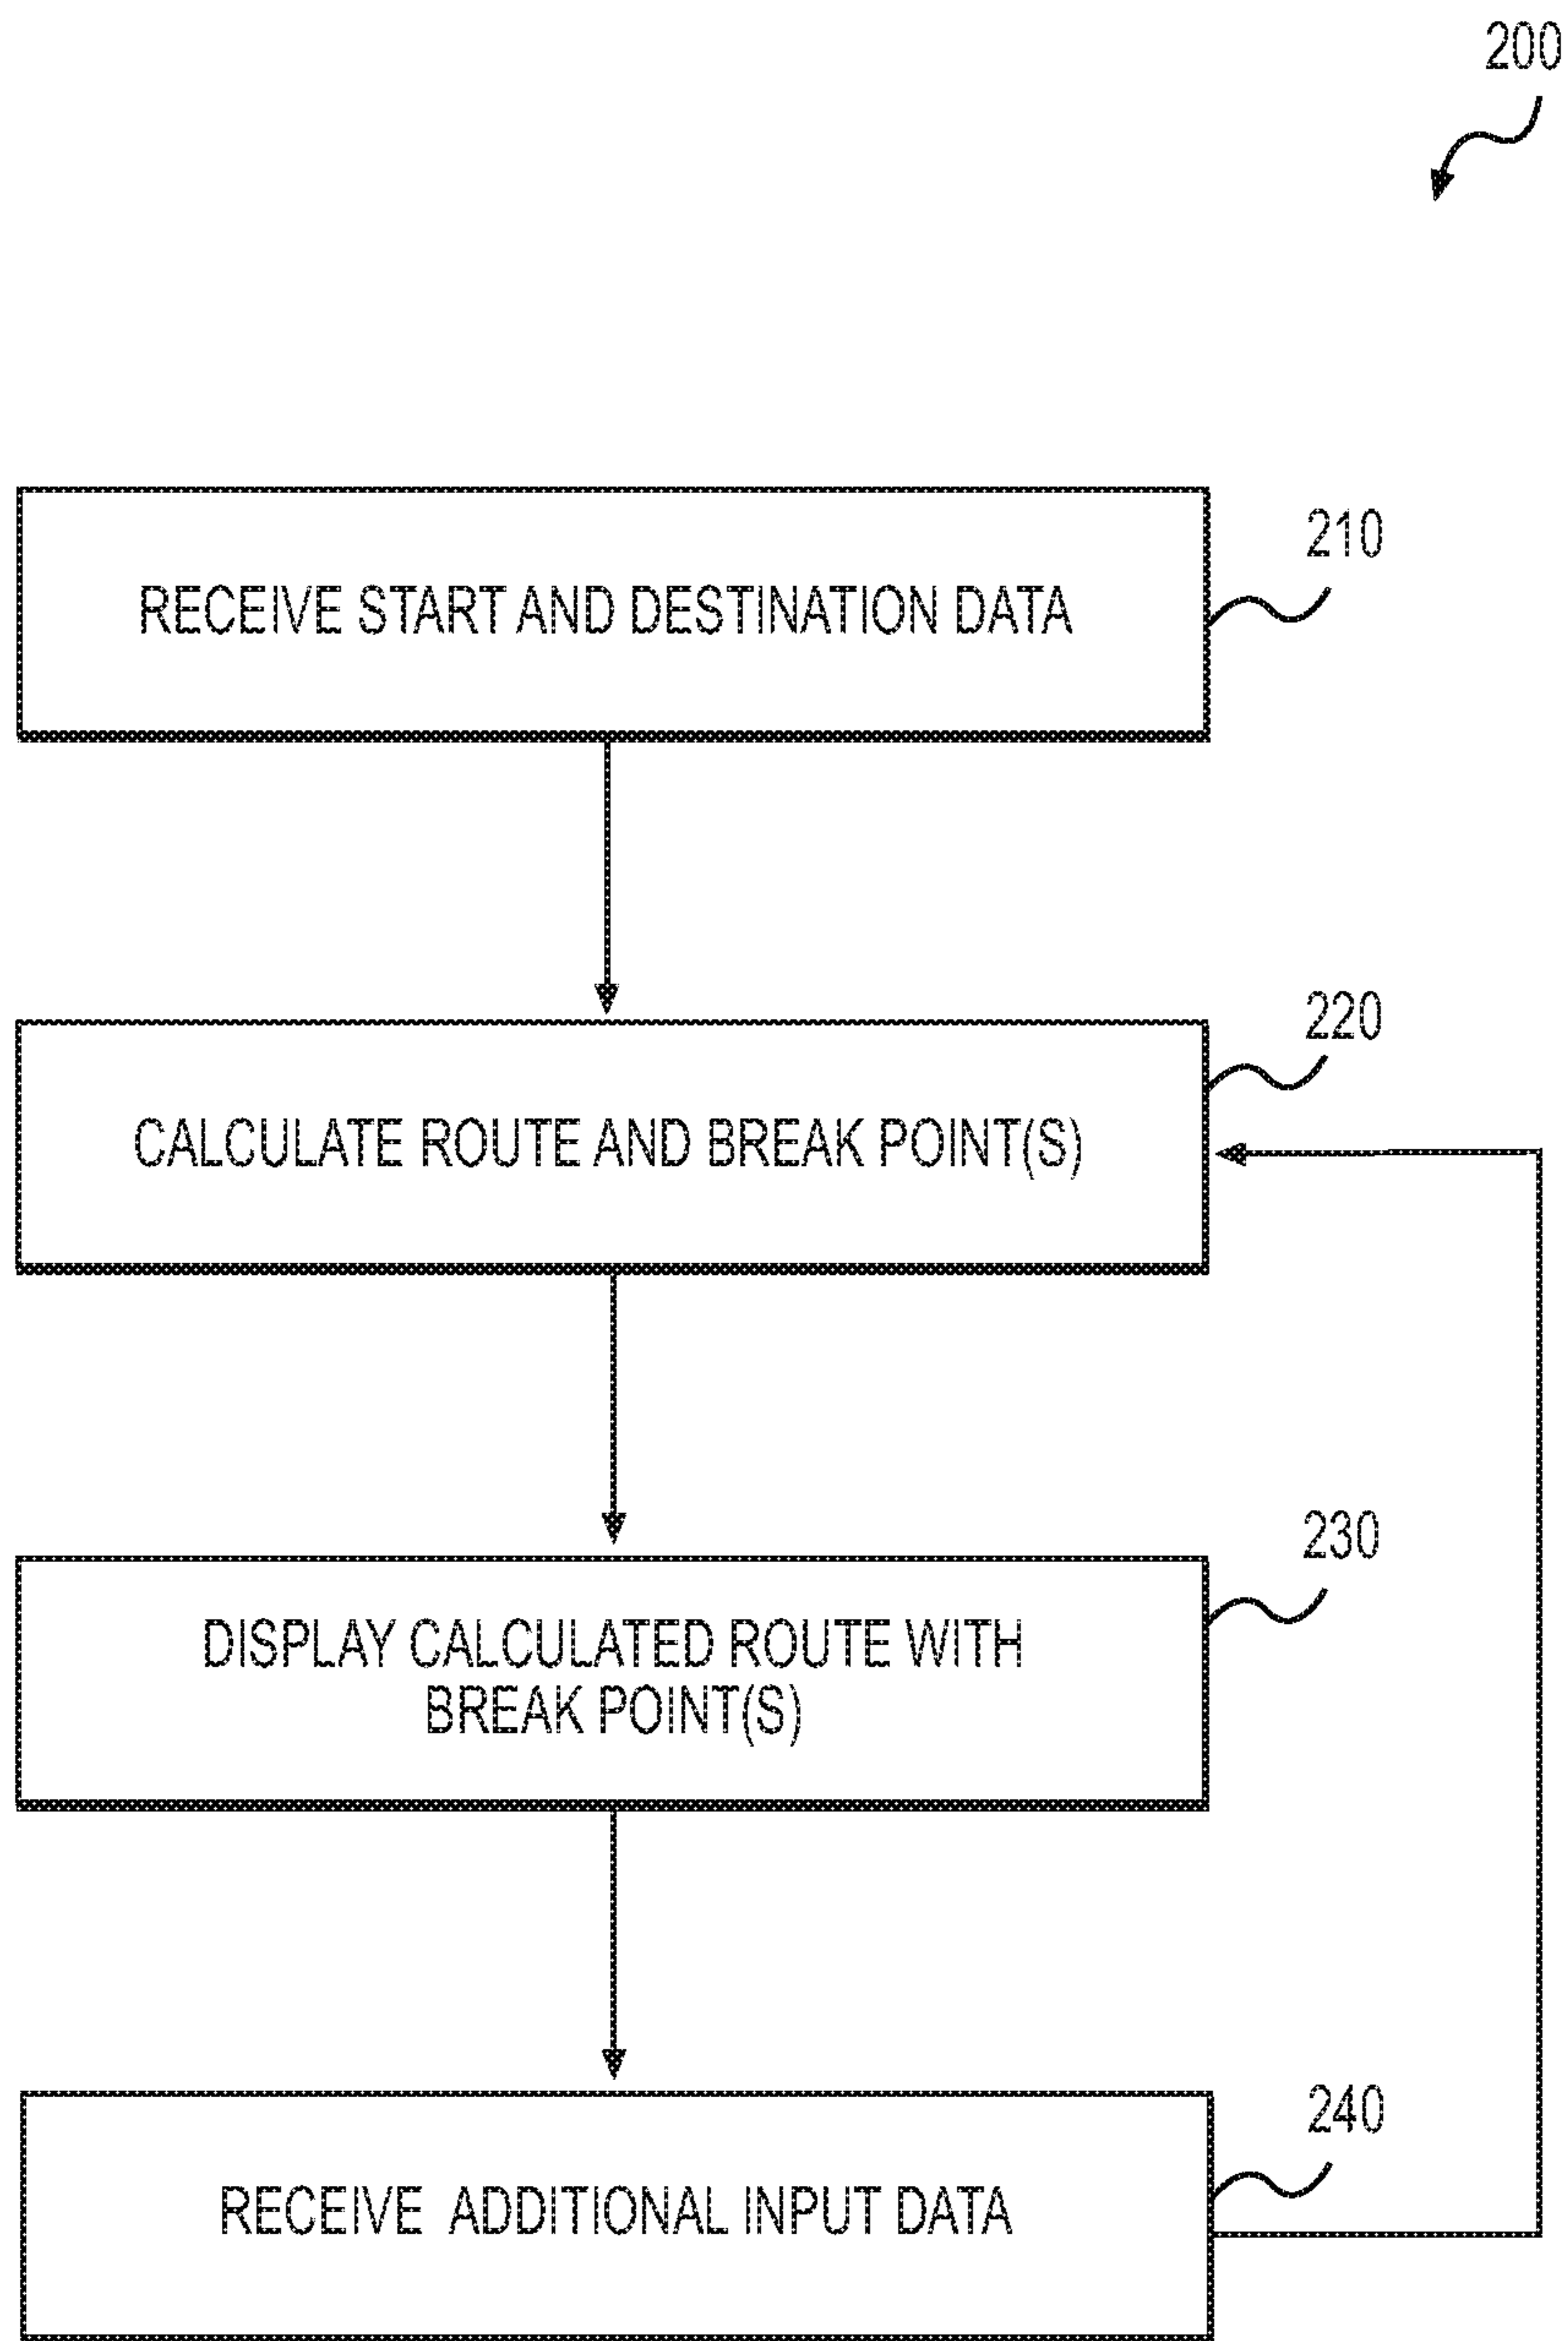 200
210
RECEIVE START AND DESTINATION DATA
220
CALCULATE ROUTE AND BREAK POINT(S)
230
DISPLAY CALCULATED ROUTE WITH
BREAK POINT(S)
240
RECEIVE ADDITIONAL INPUT DATA